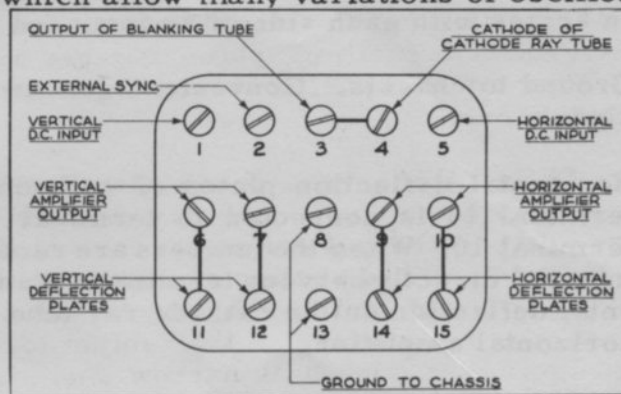 which allow many variations of
OUTPUT OF BLANKING TUBE
CATHODE OF
CATHODE RAY TUBE
EXTERNAL SYNC.
VERTICAL
D.C. INPUT
HORIZONTAL
D.C. INPUT
1 2 3 4 5
VERTICAL
AMPLIFIER
OUTPUT
HORIZONTAL
AMPLIFIER
OUTPUT
6 7 8 9 10
VERTICAL
DEFLECTION
PLATES
HORIZONTAL
DEFLECTION
PLATES
11 12 13 14 15
GROUND TO CHASSIS